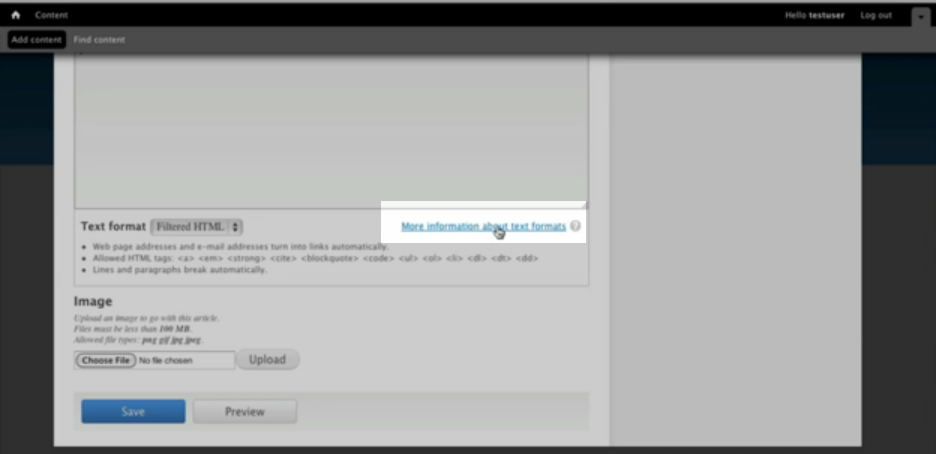 Content
Hello testuser Log out
Add content Find content
Text format Filtered HTML More information about text formats ?
Web page addresses and e-mail addresses turn into links automatically.
Allowed HTML tags: <a> <em> <strong> <cite> <blockquote> <code> <ul> <ol> <li> <dl> <dt> <dd>
Lines and paragraphs break automatically.
Image
Upload an image to go with this article.
Files must be less than 100 MB.
Allowed file types: png gif jpg jpeg.
Choose File No file chosen Upload
Save Preview